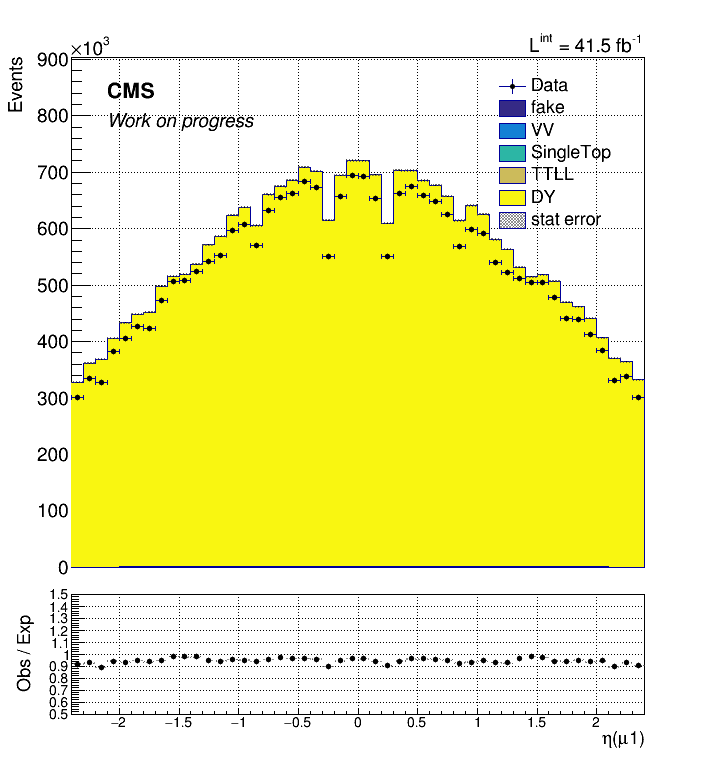 ×10³
L^int = 41.5 fb⁻¹
Events
900
800
700
600
500
400
300
200
100
0
CMS
Work on progress
Data
fake
VV
SingleTop
TTLL
DY
stat error
Obs / Exp
1.5
1.4
1.3
1.2
1.1
1
0.9
0.8
0.7
0.6
0.5
−2 −1.5 −1 −0.5 0 0.5 1 1.5 2
η(μ1)